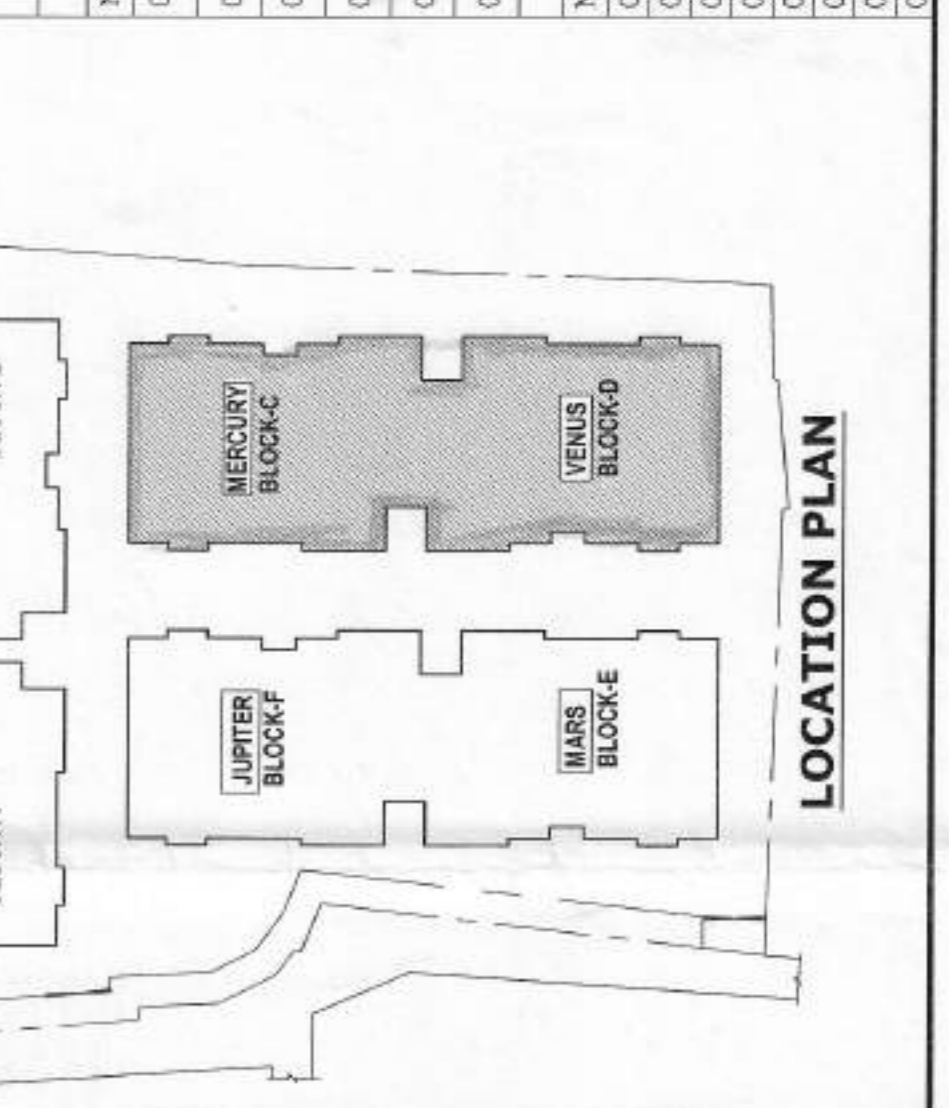 MERCURY
BLOCK-C
VENUS
BLOCK-D
JUPITER
BLOCK-F
MARS
BLOCK-E
LOCATION PLAN